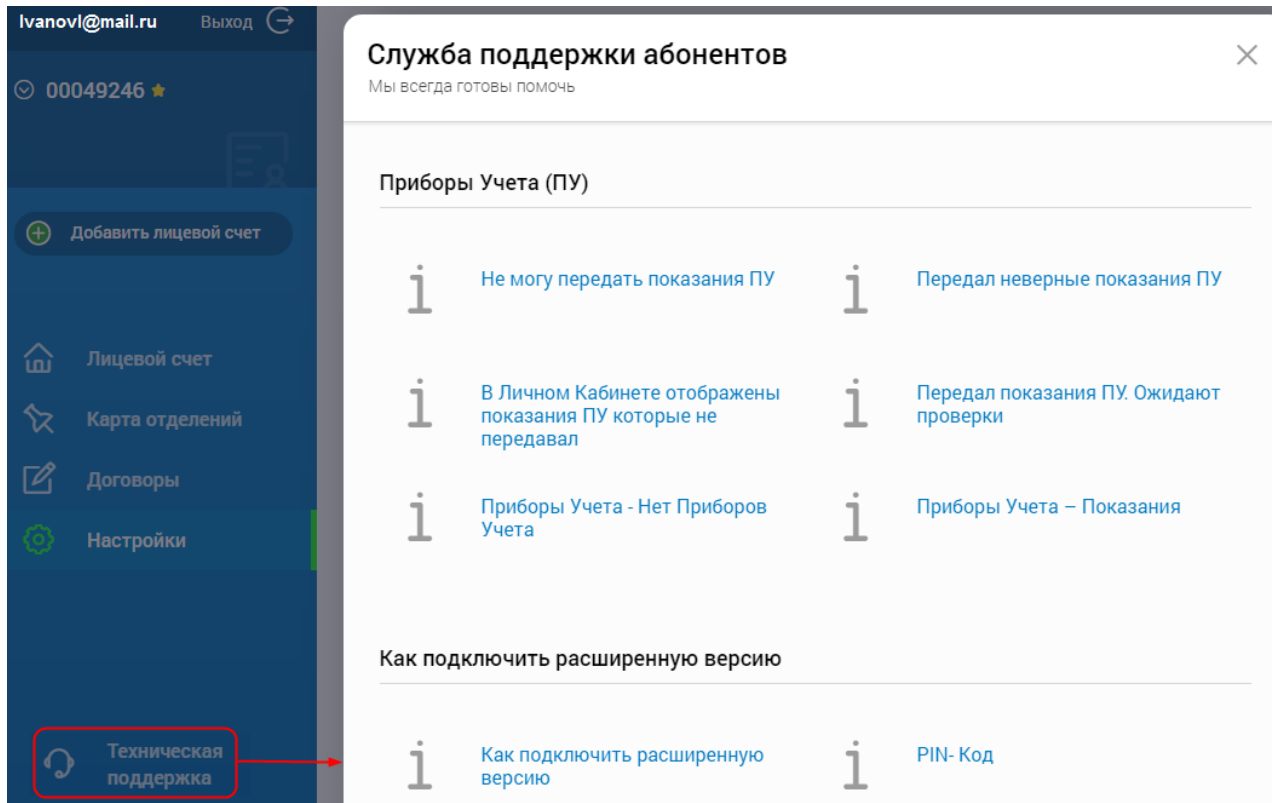 IvanovI@mail.ru Выход
00049246
Добавить лицевой счет
Лицевой счет
Карта отделений
Договоры
Настройки
Техническая
поддержка
Служба поддержки абонентов
Мы всегда готовы помочь
Приборы Учета (ПУ)
Не могу передать показания ПУ
Передал неверные показания ПУ
В Личном Кабинете отображены
показания ПУ которые не
передавал
Передал показания ПУ. Ожидают
проверки
Приборы Учета - Нет Приборов
Учета
Приборы Учета – Показания
Как подключить расширенную версию
Как подключить расширенную
версию
PIN- Код